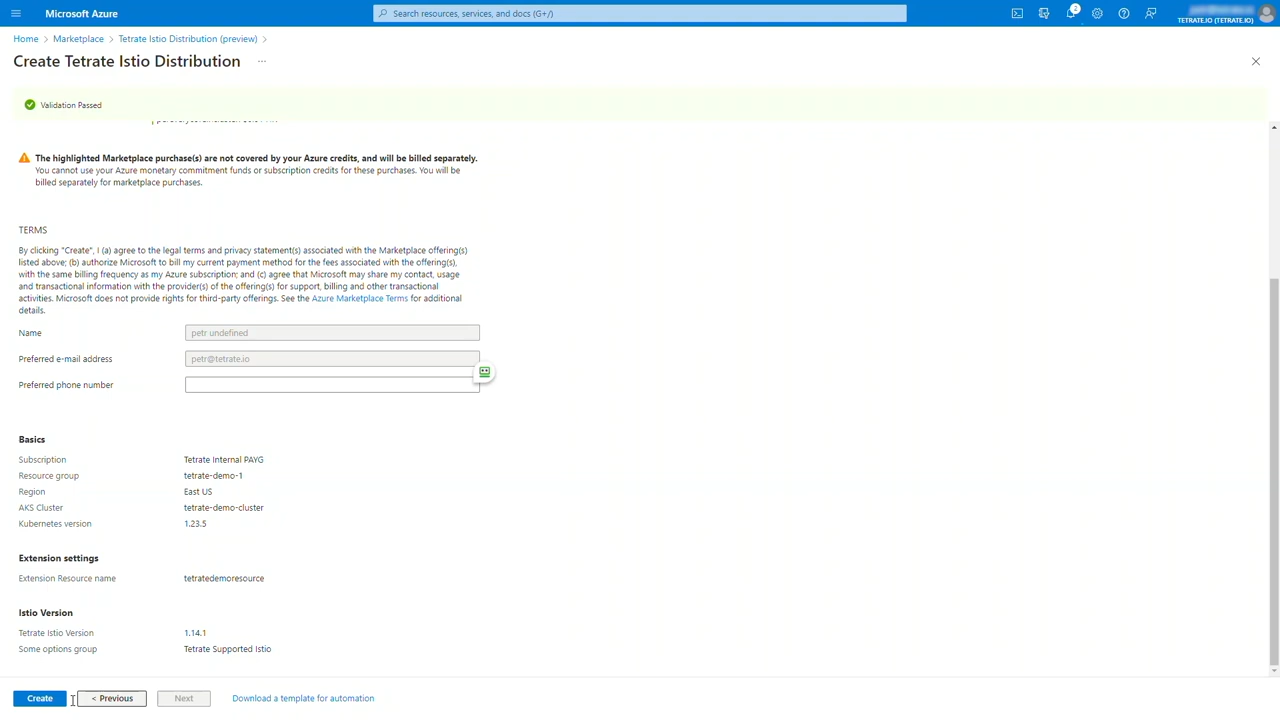 Microsoft Azure
Search resources, services, and docs (G+/)
2
TETRATE.IO (TETRATE.IO)
Home > Marketplace > Tetrate Istio Distribution (preview) >
Create Tetrate Istio Distribution ...
Validation Passed
The highlighted Marketplace purchase(s) are not covered by your Azure credits, and will be billed separately.
You cannot use your Azure monetary commitment funds or subscription credits for these purchases. You will
be billed separately for marketplace purchases.
TERMS
By clicking "Create", I (a) agree to the legal terms and privacy statement(s) associated with the Marketplace offering(s)
listed above; (b) authorize Microsoft to bill my current payment method for the fees associated with the offering(s),
with the same billing frequency as my Azure subscription; and (c) agree that Microsoft may share my contact, usage
and transactional information with the provider(s) of the offering(s) for support, billing and other transactional
activities. Microsoft does not provide rights for third-party offerings. See the Azure Marketplace Terms for additional
details.
Name petr undefined
Preferred e-mail address petr@tetrate.io
Preferred phone number
Basics
Subscription Tetrate Internal PAYG
Resource group tetrate-demo-1
Region East US
AKS Cluster tetrate-demo-cluster
Kubernetes version 1.23.5
Extension settings
Extension Resource name tetratedemoresource
Istio Version
Tetrate Istio Version 1.14.1
Some options group Tetrate Supported Istio
Create < Previous Next Download a template for automation